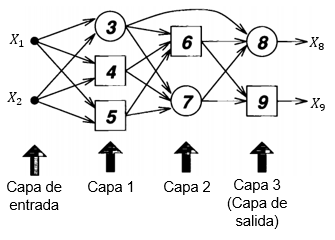 X₁
X₂
3
4
5
6
7
8
9
X₈
X₉
Capa de
entrada
Capa 1
Capa 2
Capa 3
(Capa de
salida)